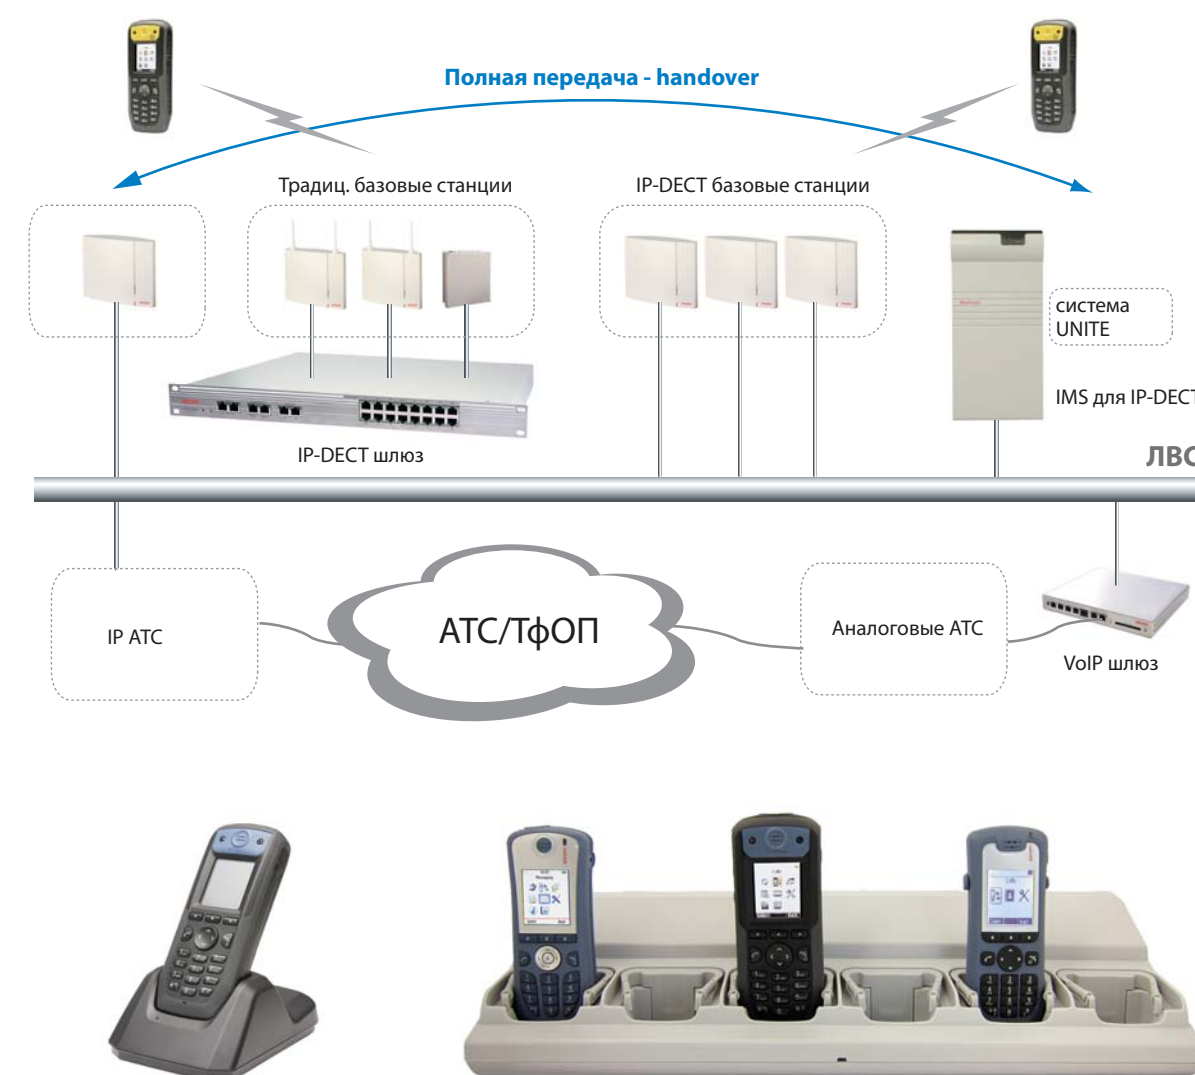 Полная передача - handover
Традиц. базовые станции
IP-DECT базовые станции
система
UNITE
IMS для IP-DECT
IP-DECT шлюз
ЛВС
IP АТС
АТС/ТфОП
Аналоговые АТС
VoIP шлюз